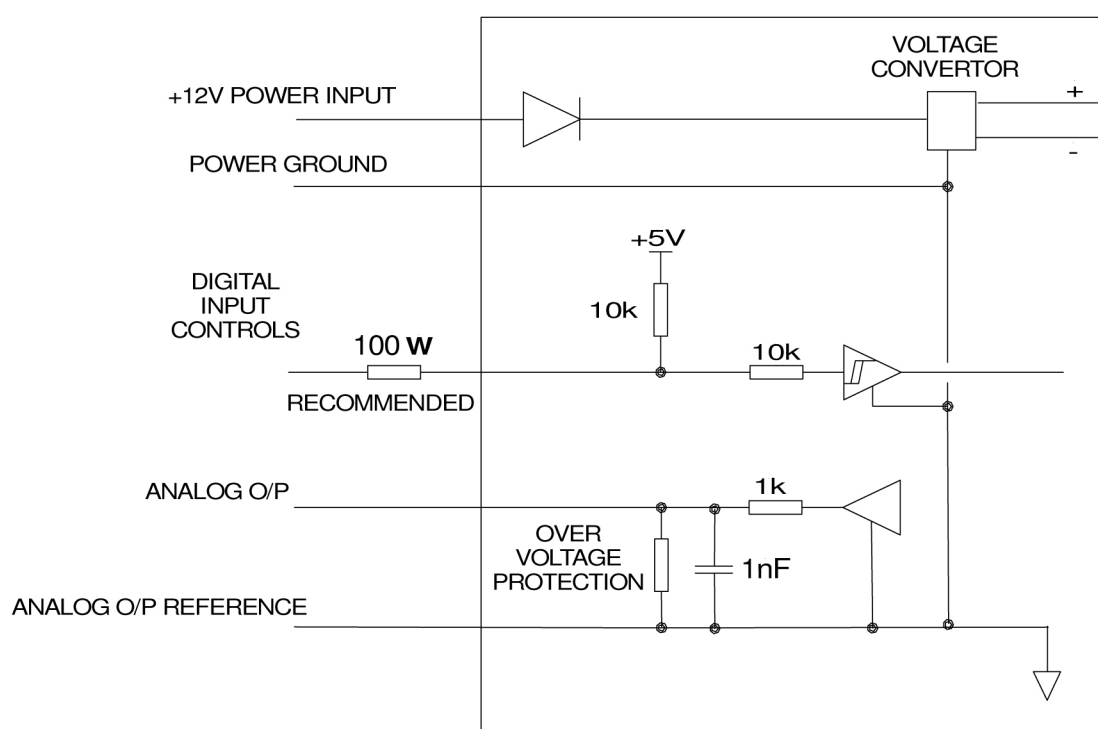 VOLTAGE
CONVERTOR
+12V POWER INPUT
+
POWER GROUND
-
+5V
DIGITAL
INPUT
CONTROLS
10k
100 W
10k
RECOMMENDED
ANALOG O/P
1k
OVER
VOLTAGE
PROTECTION
1nF
ANALOG O/P REFERENCE